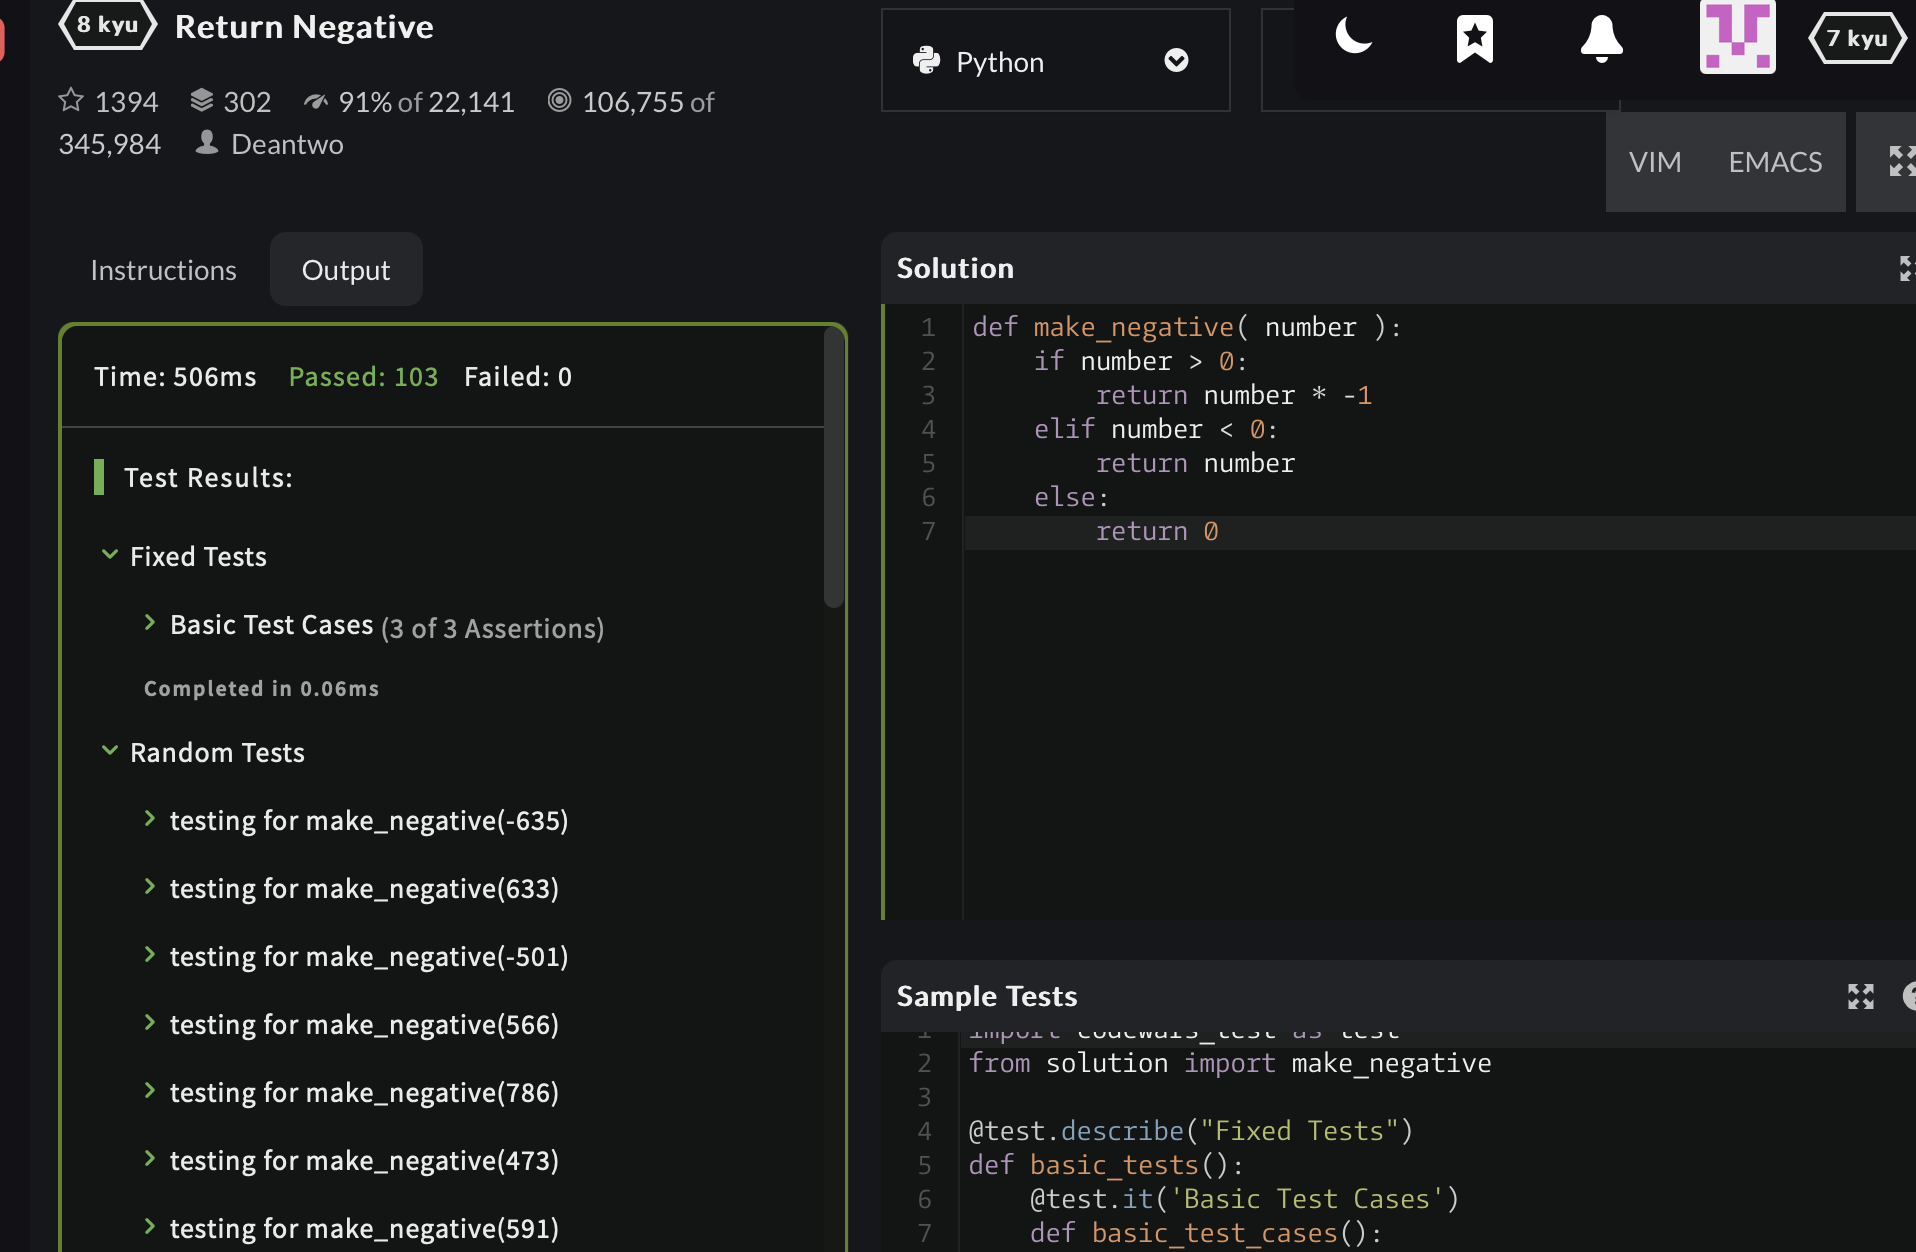 8 kyu Return Negative
1394 302 91% of 22,141 106,755 of
345,984 Deantwo
Python
7 kyu
VIM EMACS
Instructions Output
Time: 506ms Passed: 103 Failed: 0
Test Results:
Fixed Tests
Basic Test Cases (3 of 3 Assertions)
Completed in 0.06ms
Random Tests
testing for make_negative(-635)
testing for make_negative(633)
testing for make_negative(-501)
testing for make_negative(566)
testing for make_negative(786)
testing for make_negative(473)
testing for make_negative(591)
Solution
1 def make_negative( number ):
2     if number > 0:
3         return number * -1
4     elif number < 0:
5         return number
6     else:
7         return 0
Sample Tests
1 import codewars_test as test
2 from solution import make_negative
3
4 @test.describe("Fixed Tests")
5 def basic_tests():
6     @test.it('Basic Test Cases')
7     def basic_test_cases():